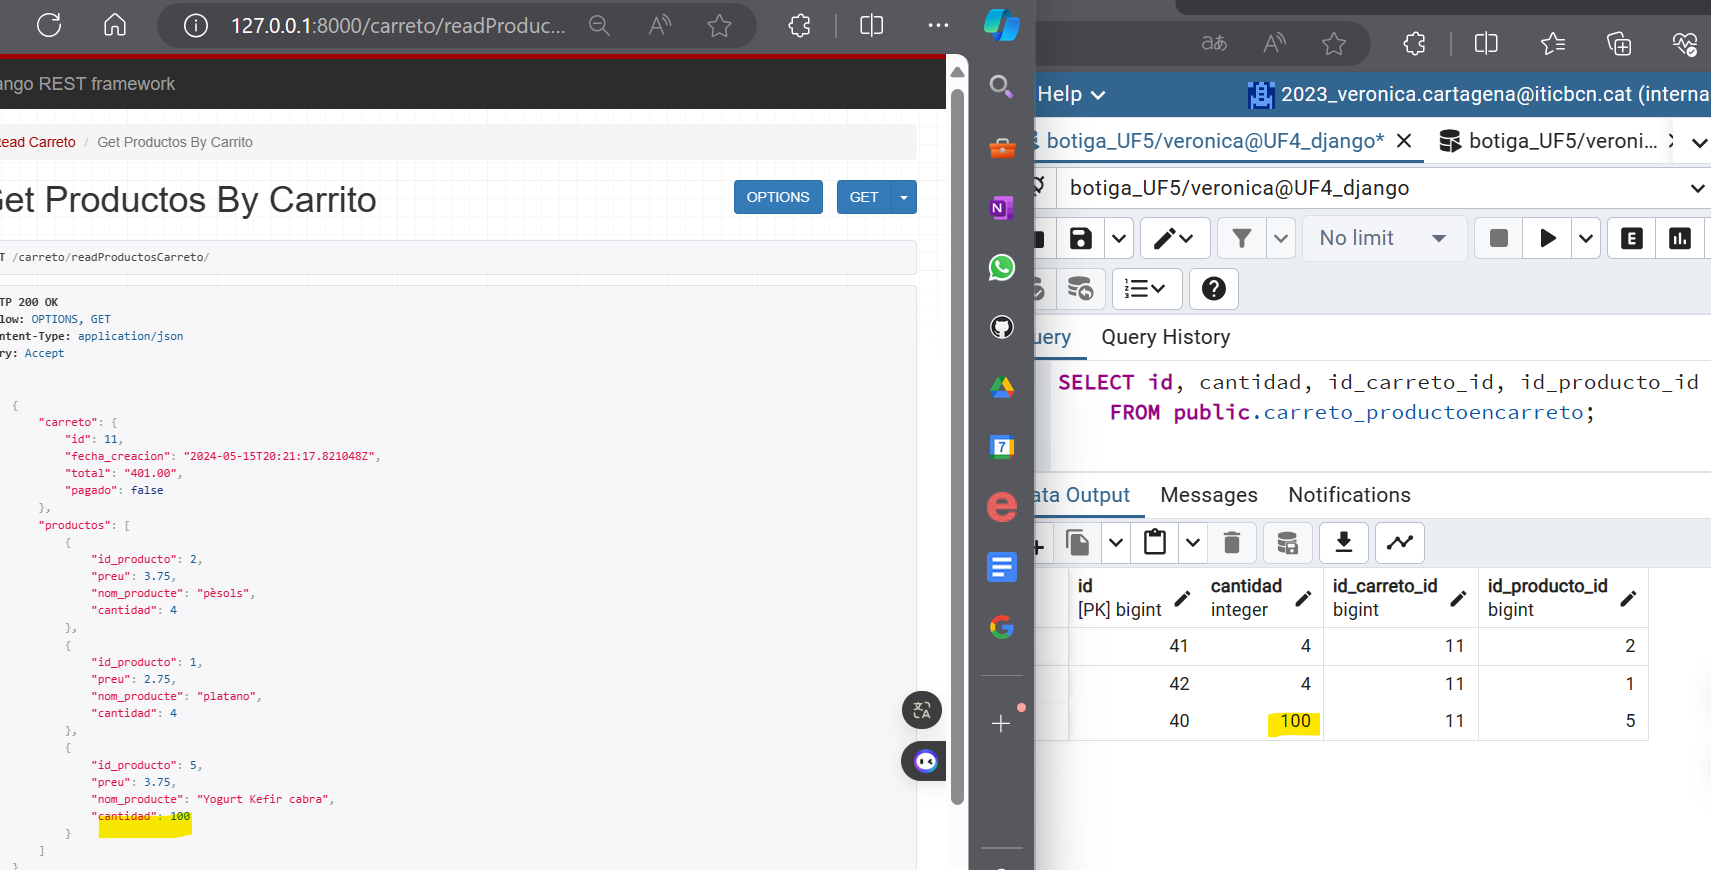 127.0.0.1:8000/carreto/readProduc...
ango REST framework
ead Carreto / Get Productos By Carrito
et Productos By Carrito
OPTIONS
GET
T /carreto/readProductosCarreto/
TP 200 OK
low: OPTIONS, GET
ntent-Type: application/json
ry: Accept
{
"carreto": {
"id": 11,
"fecha_creacion": "2024-05-15T20:21:17.821048Z",
"total": "401.00",
"pagado": false
},
"productos": [
{
"id_producto": 2,
"preu": 3.75,
"nom_producte": "pèsols",
"cantidad": 4
},
{
"id_producto": 1,
"preu": 2.75,
"nom_producte": "platano",
"cantidad": 4
},
{
"id_producto": 5,
"preu": 3.75,
"nom_producte": "Yogurt Kefir cabra",
"cantidad": 100
}
]
}
Help
2023_veronica.cartagena@iticbcn.cat (interna
botiga_UF5/veronica@UF4_django*
botiga_UF5/veroni...
botiga_UF5/veronica@UF4_django
No limit
E
uery
Query History
SELECT id, cantidad, id_carreto_id, id_producto_id
FROM public.carreto_productoencarreto;
ata Output
Messages
Notifications
id cantidad id_carreto_id id_producto_id
[PK] bigint integer bigint bigint
41 4 11 2
42 4 11 1
40 100 11 5